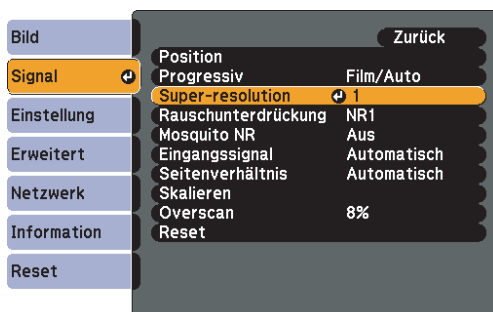 Bild
Signal
Einstellung
Erweitert
Netzwerk
Information
Reset
Zurück
Position
Progressiv Film/Auto
Super-resolution 1
Rauschunterdrückung NR1
Mosquito NR Aus
Eingangssignal Automatisch
Seitenverhältnis Automatisch
Skalieren
Overscan 8%
Reset